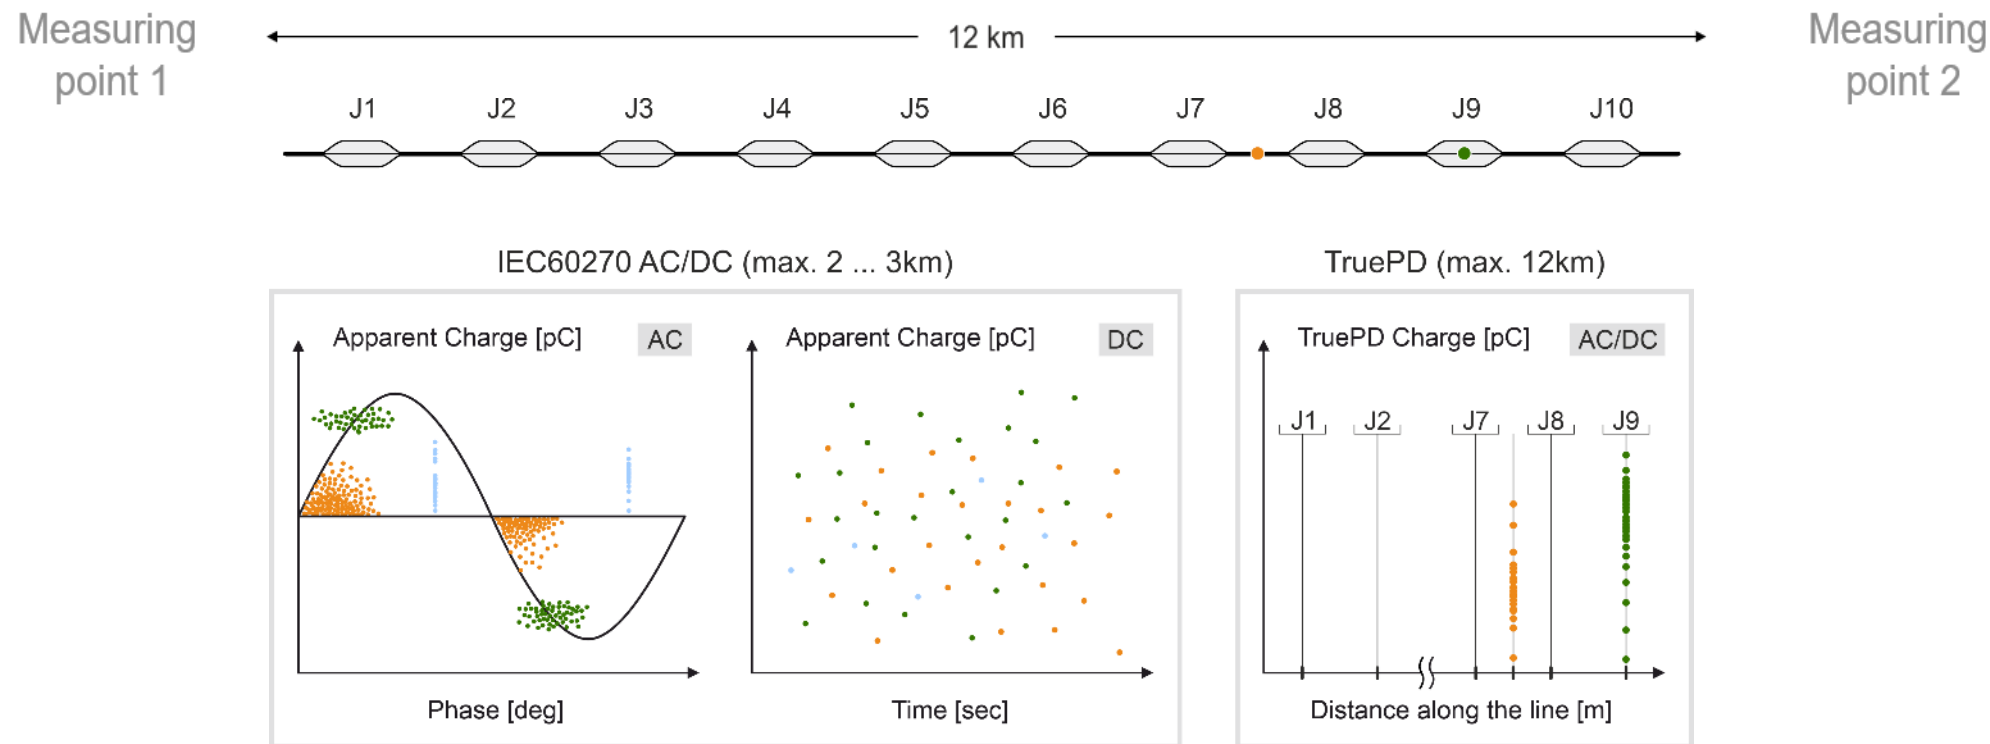 Measuring
point 1
12 km
Measuring
point 2
J1 J2 J3 J4 J5 J6 J7 J8 J9 J10
IEC60270 AC/DC (max. 2 ... 3km)
Apparent Charge [pC] AC
Phase [deg]
Apparent Charge [pC] DC
Time [sec]
TruePD (max. 12km)
TruePD Charge [pC] AC/DC
J1 J2 J7 J8 J9
Distance along the line [m]